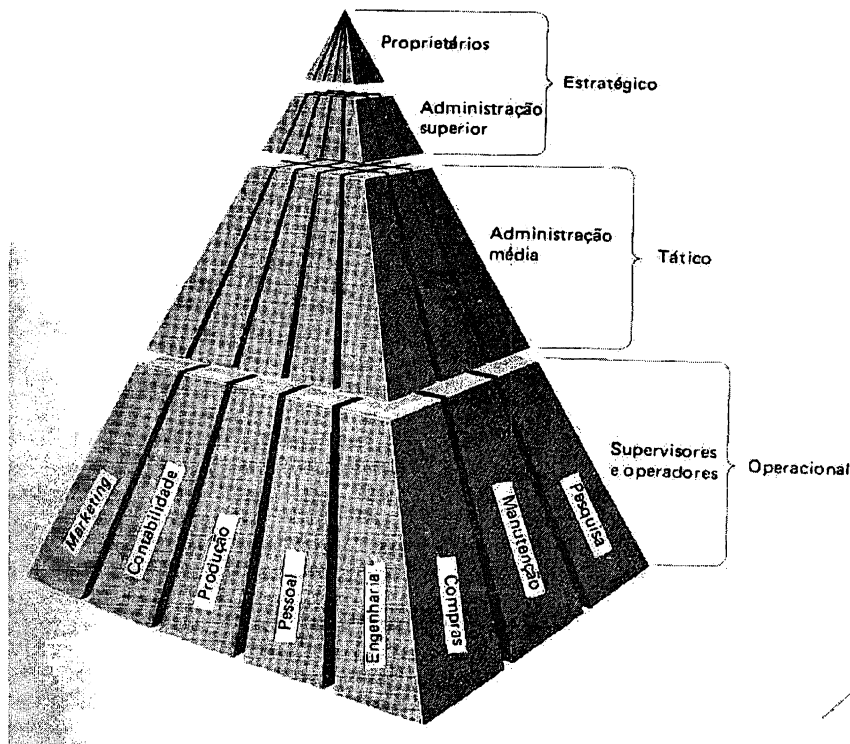 Proprietários
Estratégico
Administração
superior
Administração
média
Tático
Supervisores
e operadores
Operacional
Marketing
Contabilidade
Produção
Pessoal
Engenharia
Compras
Manutenção
Pesquisa